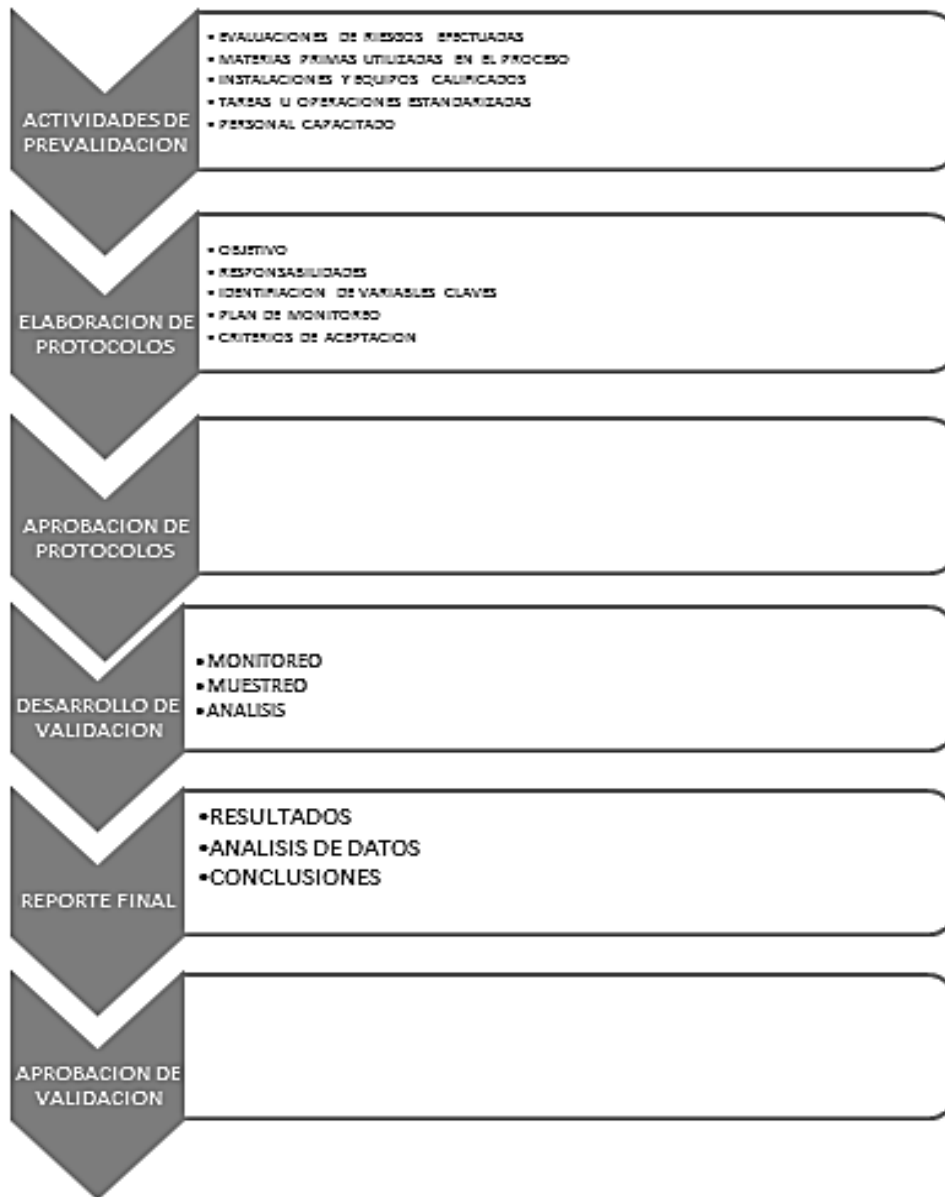 ACTIVIDADES DE
PREVALIDACION
• EVALUACIONES DE RIESGOS EFECTUADAS
• MATERIAS PRIMAS UTILIZADAS EN EL PROCESO
• INSTALACIONES Y EQUIPOS CALIFICADOS
• TAREAS U OPERACIONES ESTANDARIZADAS
• PERSONAL CAPACITADO
ELABORACION DE
PROTOCOLOS
• OBJETIVO
• RESPONSABILIDADES
• IDENTIFIACION DE VARIABLES CLAVES
• PLAN DE MONITOREO
• CRITERIOS DE ACEPTACION
APROBACION DE
PROTOCOLOS
DESARROLLO DE
VALIDACION
•MONITOREO
•MUESTREO
•ANALISIS
REPORTE FINAL
•RESULTADOS
•ANALISIS DE DATOS
•CONCLUSIONES
APROBACION DE
VALIDACION